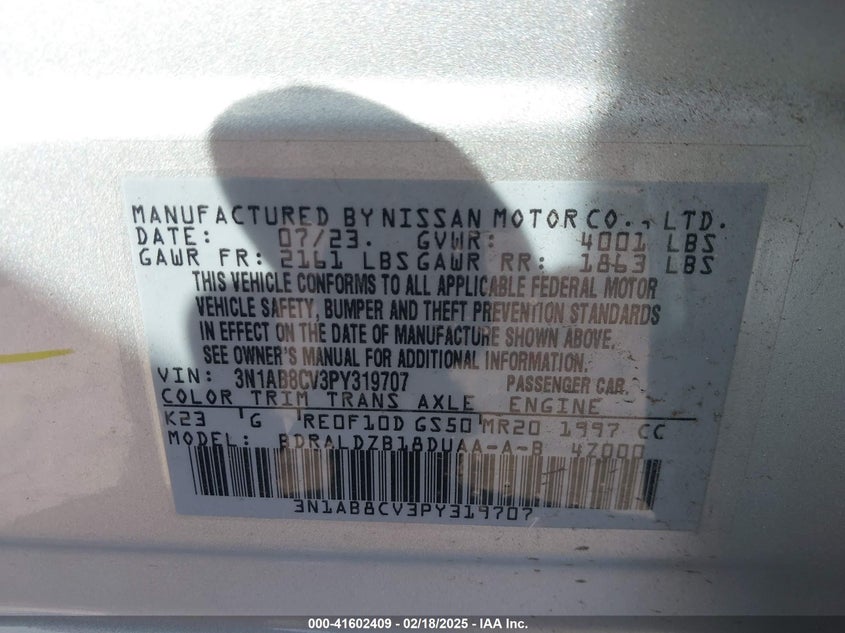 MANUFACTURED BY NISSAN MOTOR CO., LTD.
DATE: 07/23. GVWR: 4001 LBS
GAWR FR: 2161 LBS GAWR RR: 1863 LBS
THIS VEHICLE CONFORMS TO ALL APPLICABLE FEDERAL MOTOR
VEHICLE SAFETY, BUMPER AND THEFT PREVENTION STANDARDS
IN EFFECT ON THE DATE OF MANUFACTURE SHOWN ABOVE.
SEE OWNER'S MANUAL FOR ADDITIONAL INFORMATION.
VIN: 3N1AB8CV3PY319707 PASSENGER CAR
COLOR TRIM TRANS AXLE ENGINE
K23 G RE0F10D GS50 MR20 1997 CC
MODEL: BDRALDZB18DUAA-A-B 4Z000
3N1AB8CV3PY319707
000-41602409 - 02/18/2025 - IAA Inc.